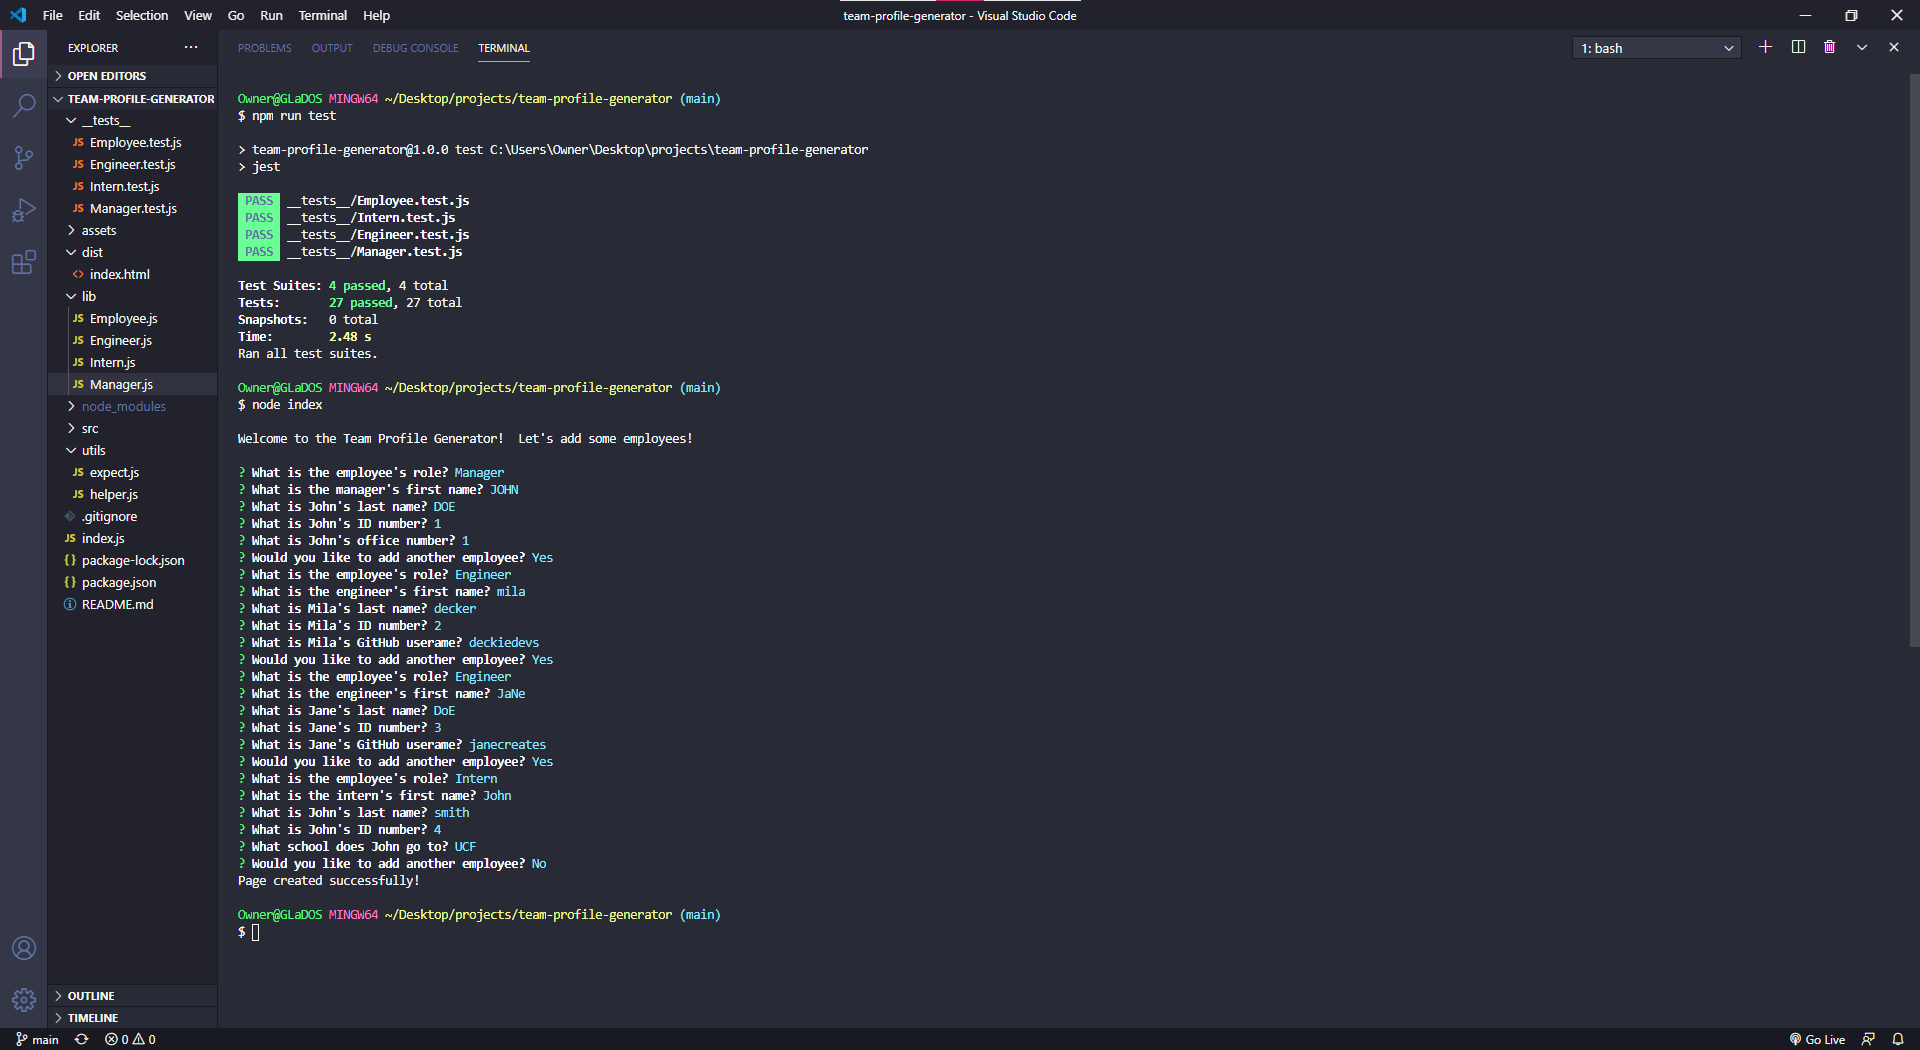 File Edit Selection View Go Run Terminal Help
team-profile-generator - Visual Studio Code
EXPLORER
OPEN EDITORS
TEAM-PROFILE-GENERATOR
__tests__
JS Employee.test.js
JS Engineer.test.js
JS Intern.test.js
JS Manager.test.js
assets
dist
<> index.html
lib
JS Employee.js
JS Engineer.js
JS Intern.js
JS Manager.js
node_modules
src
utils
JS expect.js
JS helper.js
.gitignore
JS index.js
{} package-lock.json
{} package.json
README.md
OUTLINE
TIMELINE
PROBLEMS OUTPUT DEBUG CONSOLE TERMINAL
1: bash
Owner@GLaDOS MINGW64 ~/Desktop/projects/team-profile-generator (main)
$ npm run test
> team-profile-generator@1.0.0 test C:\Users\Owner\Desktop\projects\team-profile-generator
> jest
PASS __tests__/Employee.test.js
PASS __tests__/Intern.test.js
PASS __tests__/Engineer.test.js
PASS __tests__/Manager.test.js
Test Suites: 4 passed, 4 total
Tests: 27 passed, 27 total
Snapshots: 0 total
Time: 2.48 s
Ran all test suites.
Owner@GLaDOS MINGW64 ~/Desktop/projects/team-profile-generator (main)
$ node index
Welcome to the Team Profile Generator! Let's add some employees!
? What is the employee's role? Manager
? What is the manager's first name? JOHN
? What is John's last name? DOE
? What is John's ID number? 1
? What is John's office number? 1
? Would you like to add another employee? Yes
? What is the employee's role? Engineer
? What is the engineer's first name? mila
? What is Mila's last name? decker
? What is Mila's ID number? 2
? What is Mila's GitHub userame? deckiedevs
? Would you like to add another employee? Yes
? What is the employee's role? Engineer
? What is the engineer's first name? JaNe
? What is Jane's last name? DoE
? What is Jane's ID number? 3
? What is Jane's GitHub userame? janecreates
? Would you like to add another employee? Yes
? What is the employee's role? Intern
? What is the intern's first name? John
? What is John's last name? smith
? What is John's ID number? 4
? What school does John go to? UCF
? Would you like to add another employee? No
Page created successfully!
Owner@GLaDOS MINGW64 ~/Desktop/projects/team-profile-generator (main)
$
main 0 0
Go Live